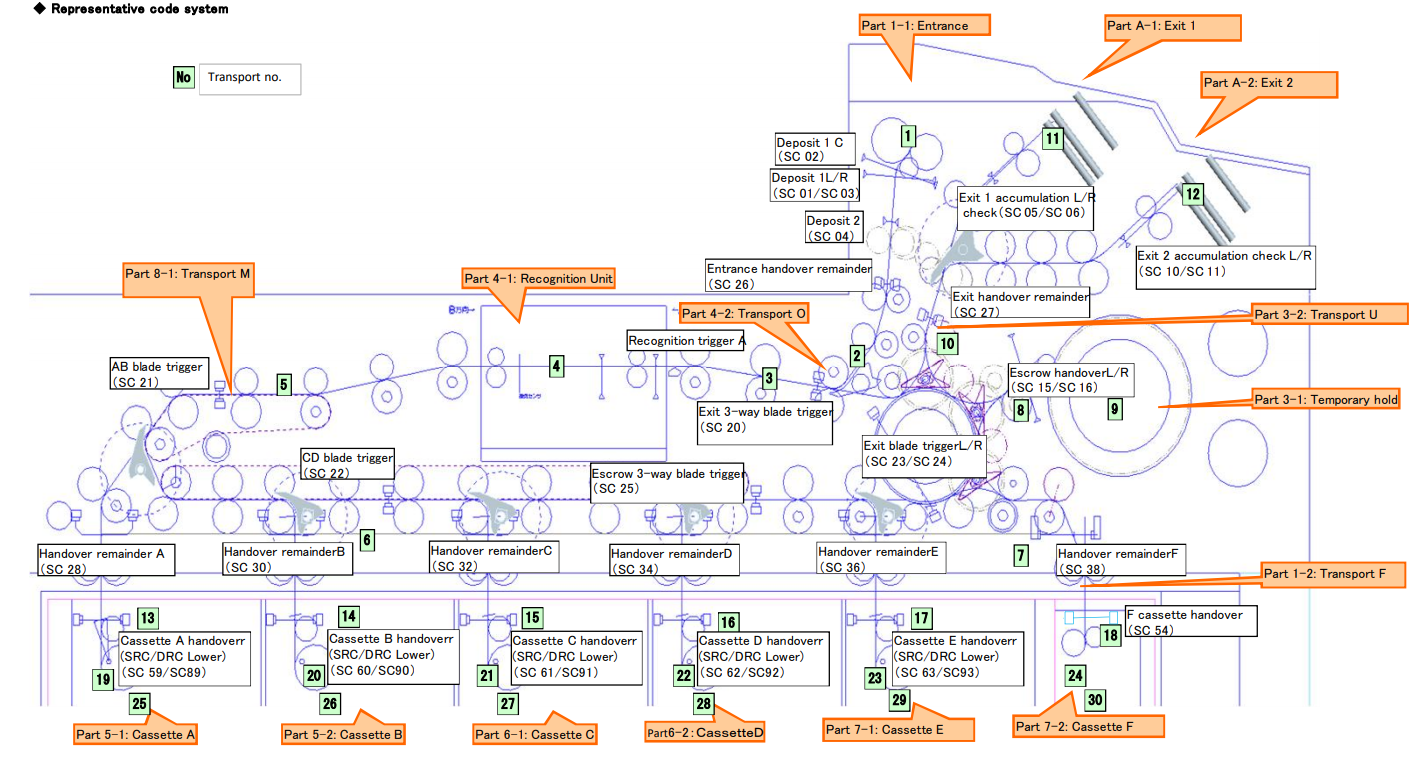 ◆ Representative code system
Part 1-1: Entrance
Part A-1: Exit 1
No
Transport no.
Part A-2: Exit 2
1
11
Deposit 1 C
(SC 02)
Deposit 1L/R
(SC 01/SC 03)
12
Exit 1 accumulation L/R
check(SC 05/SC 06)
Deposit 2
(SC 04)
Exit 2 accumulation check L/R
(SC 10/SC 11)
Entrance handover remainder
(SC 26)
Part 8-1: Transport M
Part 4-1: Recognition Unit
Exit handover remainder
(SC 27)
B方向→
Part 4-2: Transport O
Part 3-2: Transport U
Recognition trigger A
10
2
AB blade trigger
(SC 21)
5
4
3
Escrow handoverL/R
(SC 15/SC 16)
Part 3-1: Temporary hold
Exit 3-way blade trigger
(SC 20)
8
9
Exit blade triggerL/R
(SC 23/SC 24)
CD blade trigger
(SC 22)
Escrow 3-way blade trigger
(SC 25)
6
7
Handover remainder A
(SC 28)
Handover remainderB
(SC 30)
Handover remainderC
(SC 32)
Handover remainderD
(SC 34)
Handover remainderE
(SC 36)
Handover remainderF
(SC 38)
Part 1-2: Transport F
13
14
15
16
17
18
F cassette handover
(SC 54)
Cassette A handoverr
(SRC/DRC Lower)
(SC 59/SC89)
Cassette B handoverr
(SRC/DRC Lower)
(SC 60/SC90)
Cassette C handoverr
(SRC/DRC Lower)
(SC 61/SC91)
Cassette D handoverr
(SRC/DRC Lower)
(SC 62/SC92)
Cassette E handoverr
(SRC/DRC Lower)
(SC 63/SC93)
19
20
21
22
23
24
25
26
27
28
29
30
Part 5-1: Cassette A
Part 5-2: Cassette B
Part 6-1: Cassette C
Part6-2: CassetteD
Part 7-1: Cassette E
Part 7-2: Cassette F